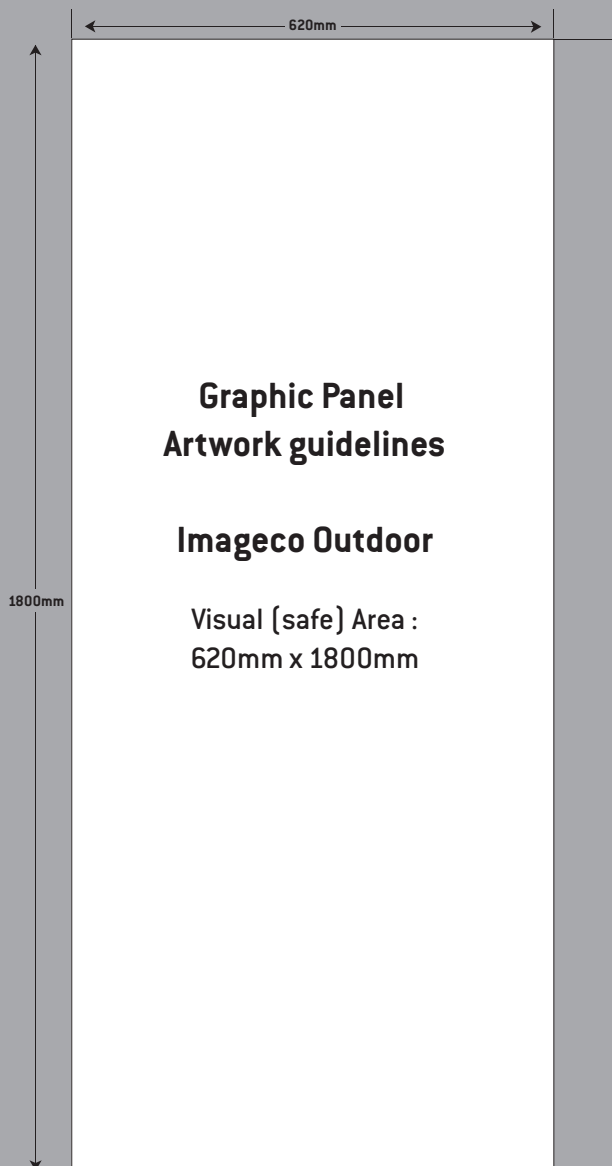 620mm
Graphic Panel
Artwork guidelines
Imageco Outdoor
1800mm
Visual (safe) Area :
620mm x 1800mm